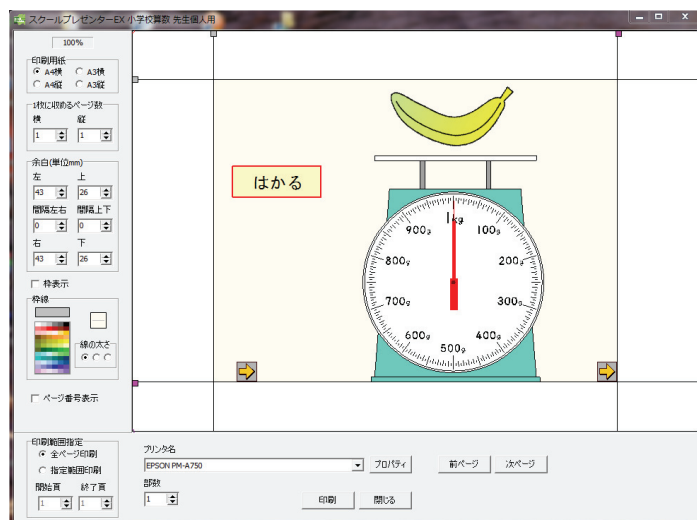 スクールプレゼンターEX 小学校算数 先生個人用
100%
印刷用紙
A4横 A3横
A4縦 A3縦
1枚に収めるページ数
横 縦
1 1
余白(単位mm)
左 上
43 26
間隔左右 間隔上下
0 0
右 下
43 26
枠表示
枠線
線の太さ
ページ番号表示
はかる
1kg
900g 100g
800g 200g
700g 300g
600g 400g
500g
印刷範囲指定
全ページ印刷
指定範囲印刷
開始頁 終了頁
1 1
プリンタ名
EPSON PM-A750 プロパティ 前ページ 次ページ
部数
1 印刷 閉じる